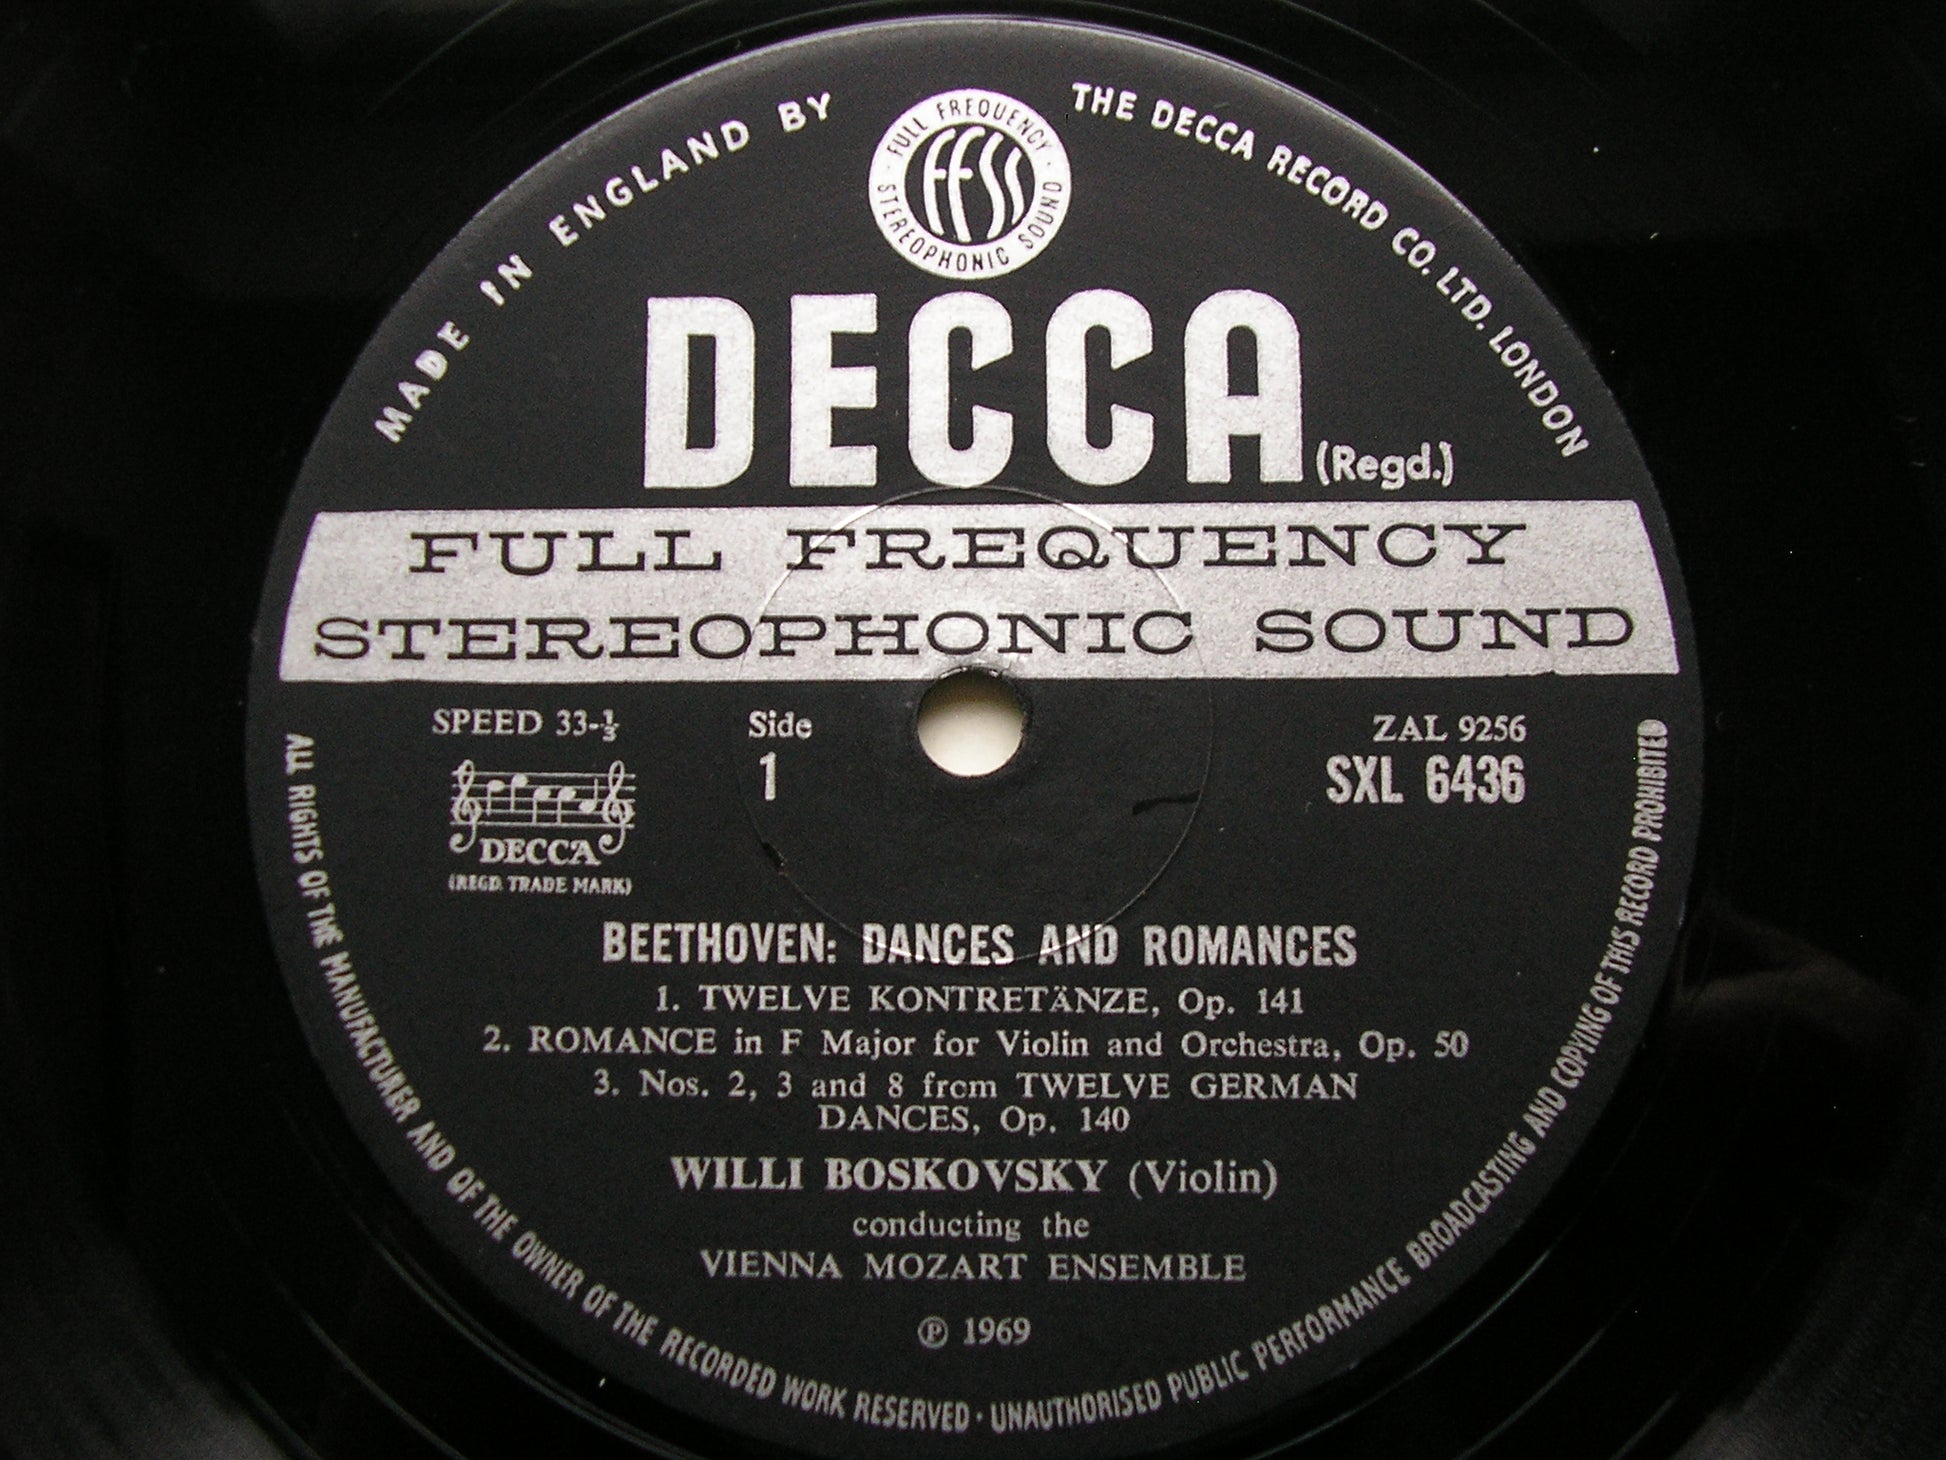 MADE IN ENGLAND BY
THE DECCA RECORD CO. LTD. LONDON
FULL FREQUENCY
FFSS
STEREOPHONIC SOUND
DECCA (Regd.)
FULL FREQUENCY
STEREOPHONIC SOUND
SPEED 33-⅓
Side
1
ZAL 9256
SXL 6436
DECCA
(REGD. TRADE MARK)
BEETHOVEN: DANCES AND ROMANCES
1. TWELVE KONTRETÄNZE, Op. 141
2. ROMANCE in F Major for Violin and Orchestra, Op. 50
3. Nos. 2, 3 and 8 from TWELVE GERMAN
DANCES, Op. 140
WILLI BOSKOVSKY (Violin)
conducting the
VIENNA MOZART ENSEMBLE
℗ 1969
ALL RIGHTS OF THE MANUFACTURER AND OF THE OWNER OF THE RECORDED WORK RESERVED · UNAUTHORISED PUBLIC PERFORMANCE BROADCASTING AND COPYING OF THIS RECORD PROHIBITED